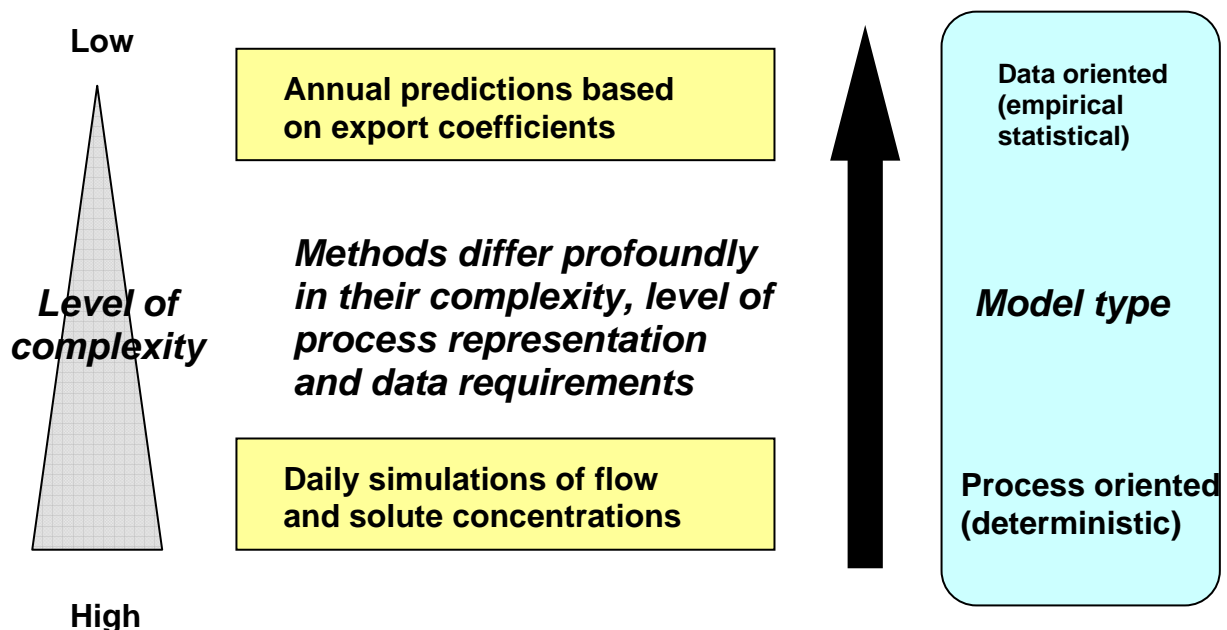 Low
Level of
complexity
High
Annual predictions based
on export coefficients
Methods differ profoundly
in their complexity, level of
process representation
and data requirements
Daily simulations of flow
and solute concentrations
Data oriented
(empirical
statistical)
Model type
Process oriented
(deterministic)